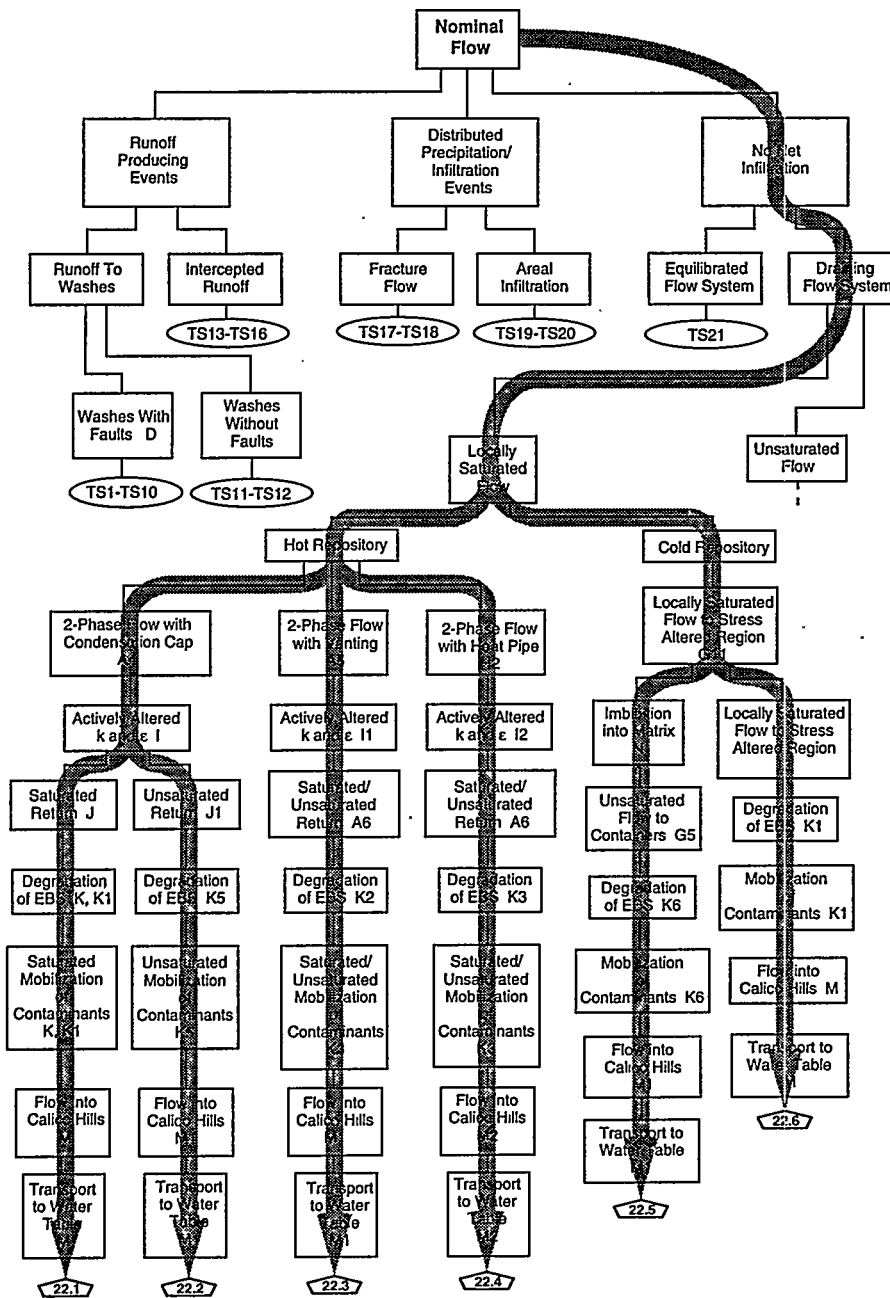 Nominal
Flow
Runoff
Producing
Events
Distributed
Precipitation/
Infiltration
Events
No Net
Infiltration
Runoff To
Washes
Intercepted
Runoff
Fracture
Flow
Areal
Infiltration
Equilibrated
Flow System
Draining
Flow System
TS13-TS16
TS17-TS18
TS19-TS20
TS21
Washes With
Faults D
Washes
Without
Faults
Locally
Saturated
Flow
Unsaturated
Flow
TS1-TS10
TS11-TS12
Hot Repository
Cold Repository
2-Phase Flow with
Condensation Cap
2-Phase Flow
with Venting
2-Phase Flow
with Heat Pipe
Locally Saturated
Flow to Stress
Altered Region
Actively Altered
k and ε I
Actively Altered
k and ε I1
Actively Altered
k and ε I2
Imbibition
into Matrix
Locally Saturated
Flow to Stress
Altered Region
Saturated
Return J
Unsaturated
Return J1
Saturated/
Unsaturated
Return A6
Saturated/
Unsaturated
Return A6
Unsaturated
Flow to
Containers G5
Degradation
of EBS K1
Degradation
of EBS K, K1
Degradation
of EBS K5
Degradation
of EBS K2
Degradation
of EBS K3
Degradation
of EBS K6
Mobilization
Contaminants K1
Saturated
Mobilization
of
Contaminants
K, K1
Unsaturated
Mobilization
Contaminants
Saturated/
Unsaturated
Mobilization
Contaminants
Saturated/
Unsaturated
Mobilization
Contaminants
Mobilization
Contaminants K6
Flow into
Calico Hills M
Flow into
Calico Hills
Transport to
Water Table
Flow into
Calico Hills
Flow into
Calico Hills
Flow into
Calico Hills
Flow into
Calico Hills
Transport to
Water Table
22.6
Transport
to Water
Table
Transport
to Water
Table
Transport
to Water
Table
Transport
to Water
Table
22.5
22.1
22.2
22.3
22.4